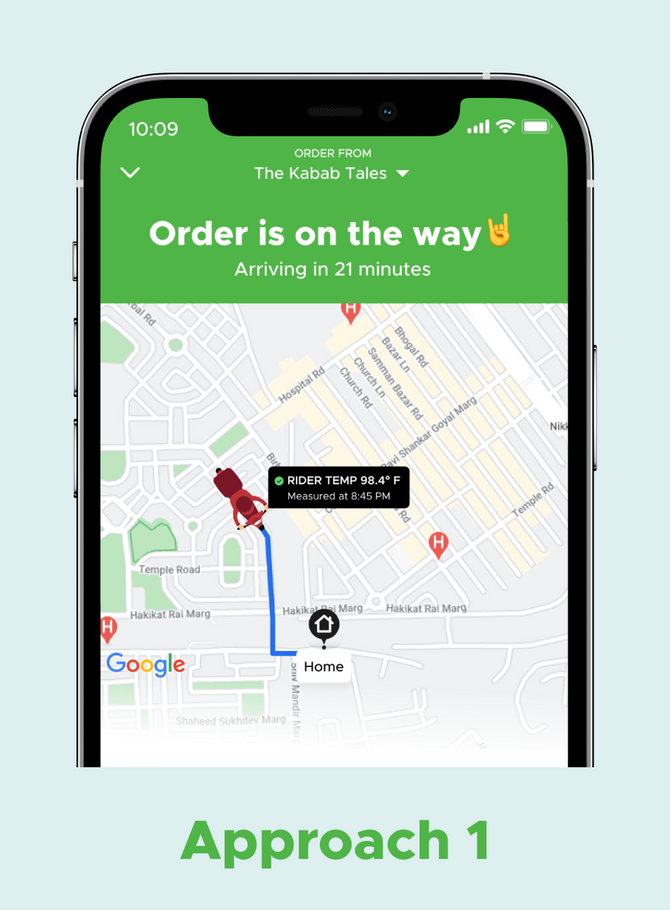 10:09
ORDER FROM
The Kabab Tales
Order is on the way🤘
Arriving in 21 minutes
H
Bhogal Rd
Bazar Ln
Samman Bazar Rd
Church Ln
Church Rd
Hospital Rd
Ravi Shankar Goyal Marg
RIDER TEMP 98.4° F
Measured at 8:45 PM
Temple Rd
H
Temple Road
Hakikat Rai Marg
Hakikat Rai Marg
Hakikat Rai Marg
H
Google
Home
Mandir Marg
Shaheed Sukhdev Marg
Approach 1